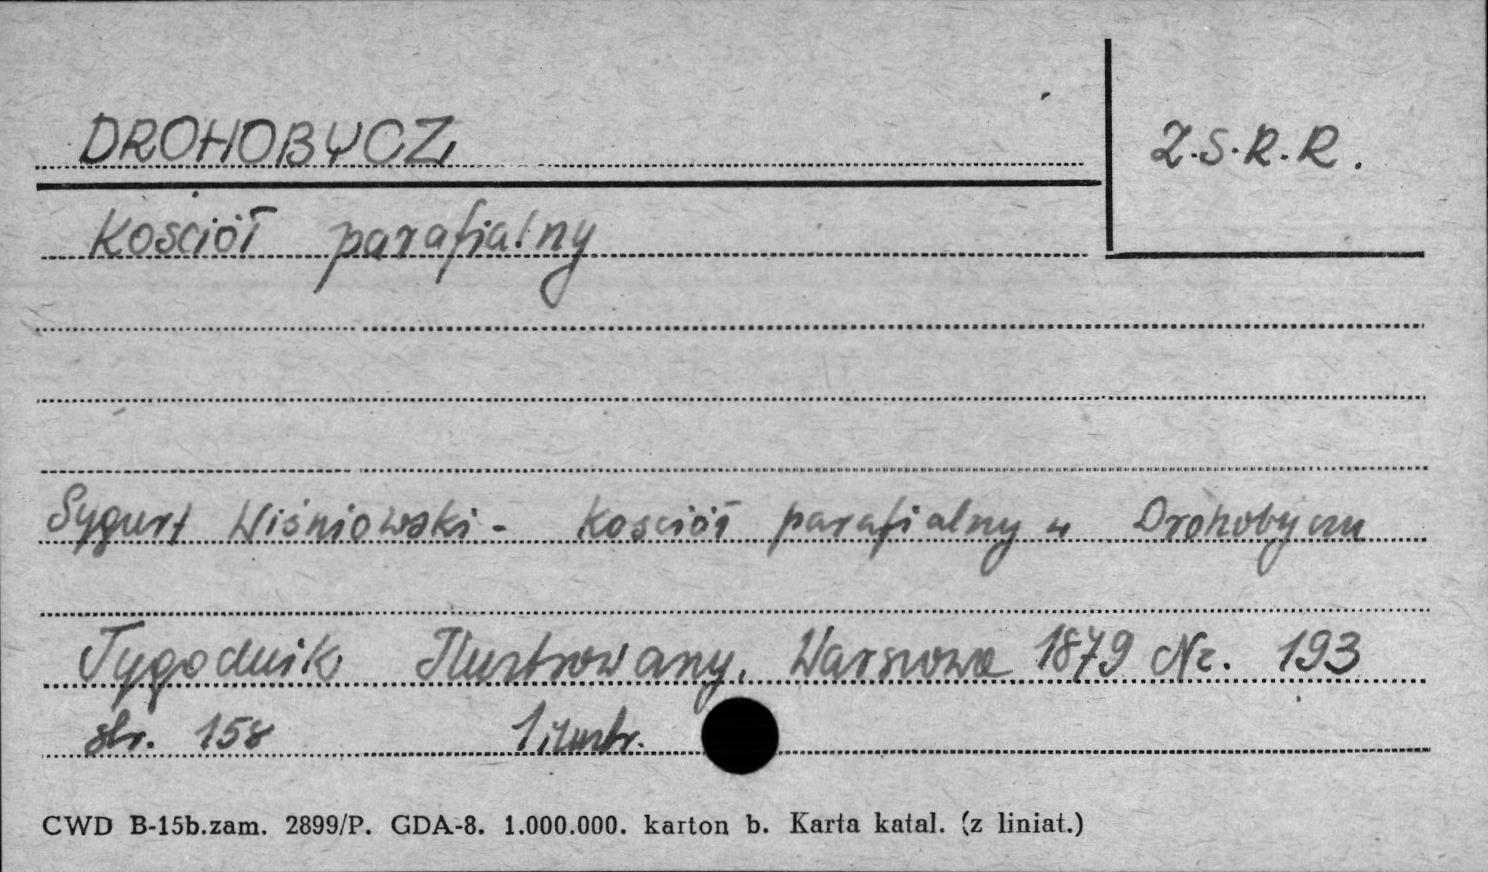 DROHOBYCZ
Z.S.R.R.
Kościół parafialny
Sygurt Wiśniowski - Kościół parafialny w Drohobyczu
Tygodnik Ilustrowany, Warszawa 1879 Nr. 193
str. 158 1 ilustr.
CWD B-15b.zam. 2899/P. GDA-8. 1.000.000. karton b. Karta katal. (z liniat.)